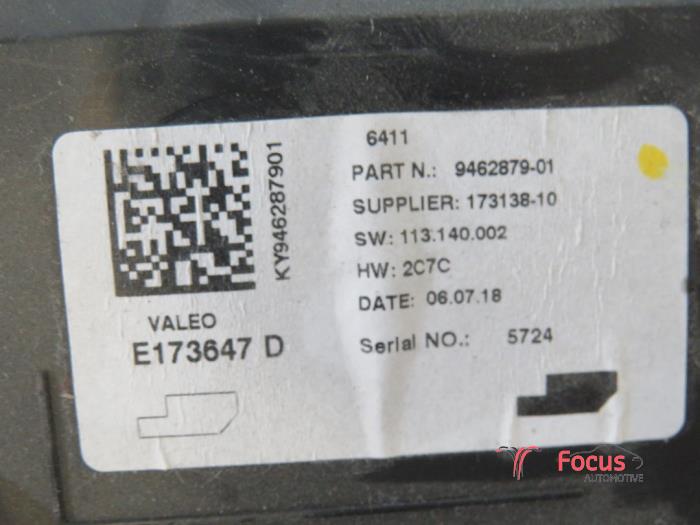 6411
PART N.: 9462879-01
SUPPLIER: 173138-10
SW: 113.140.002
HW: 2C7C
DATE: 06.07.18
Serial NO.: 5724
KY946287901
VALEO
E173647 D
Focus
AUTOMOTIVE